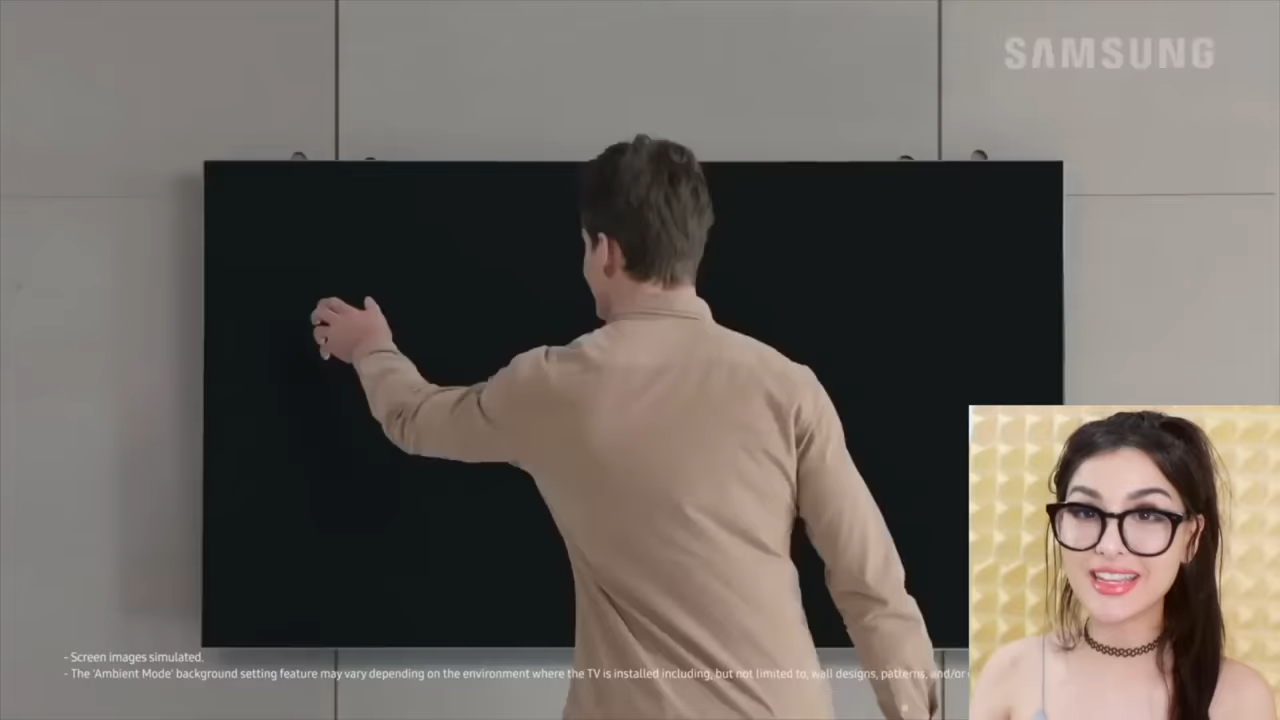 SAMSUNG
- Screen images simulated.
- The 'Ambient Mode' background setting feature may vary depending on the environment where the TV is installed including, but not limited to, wall designs, patterns, and/or